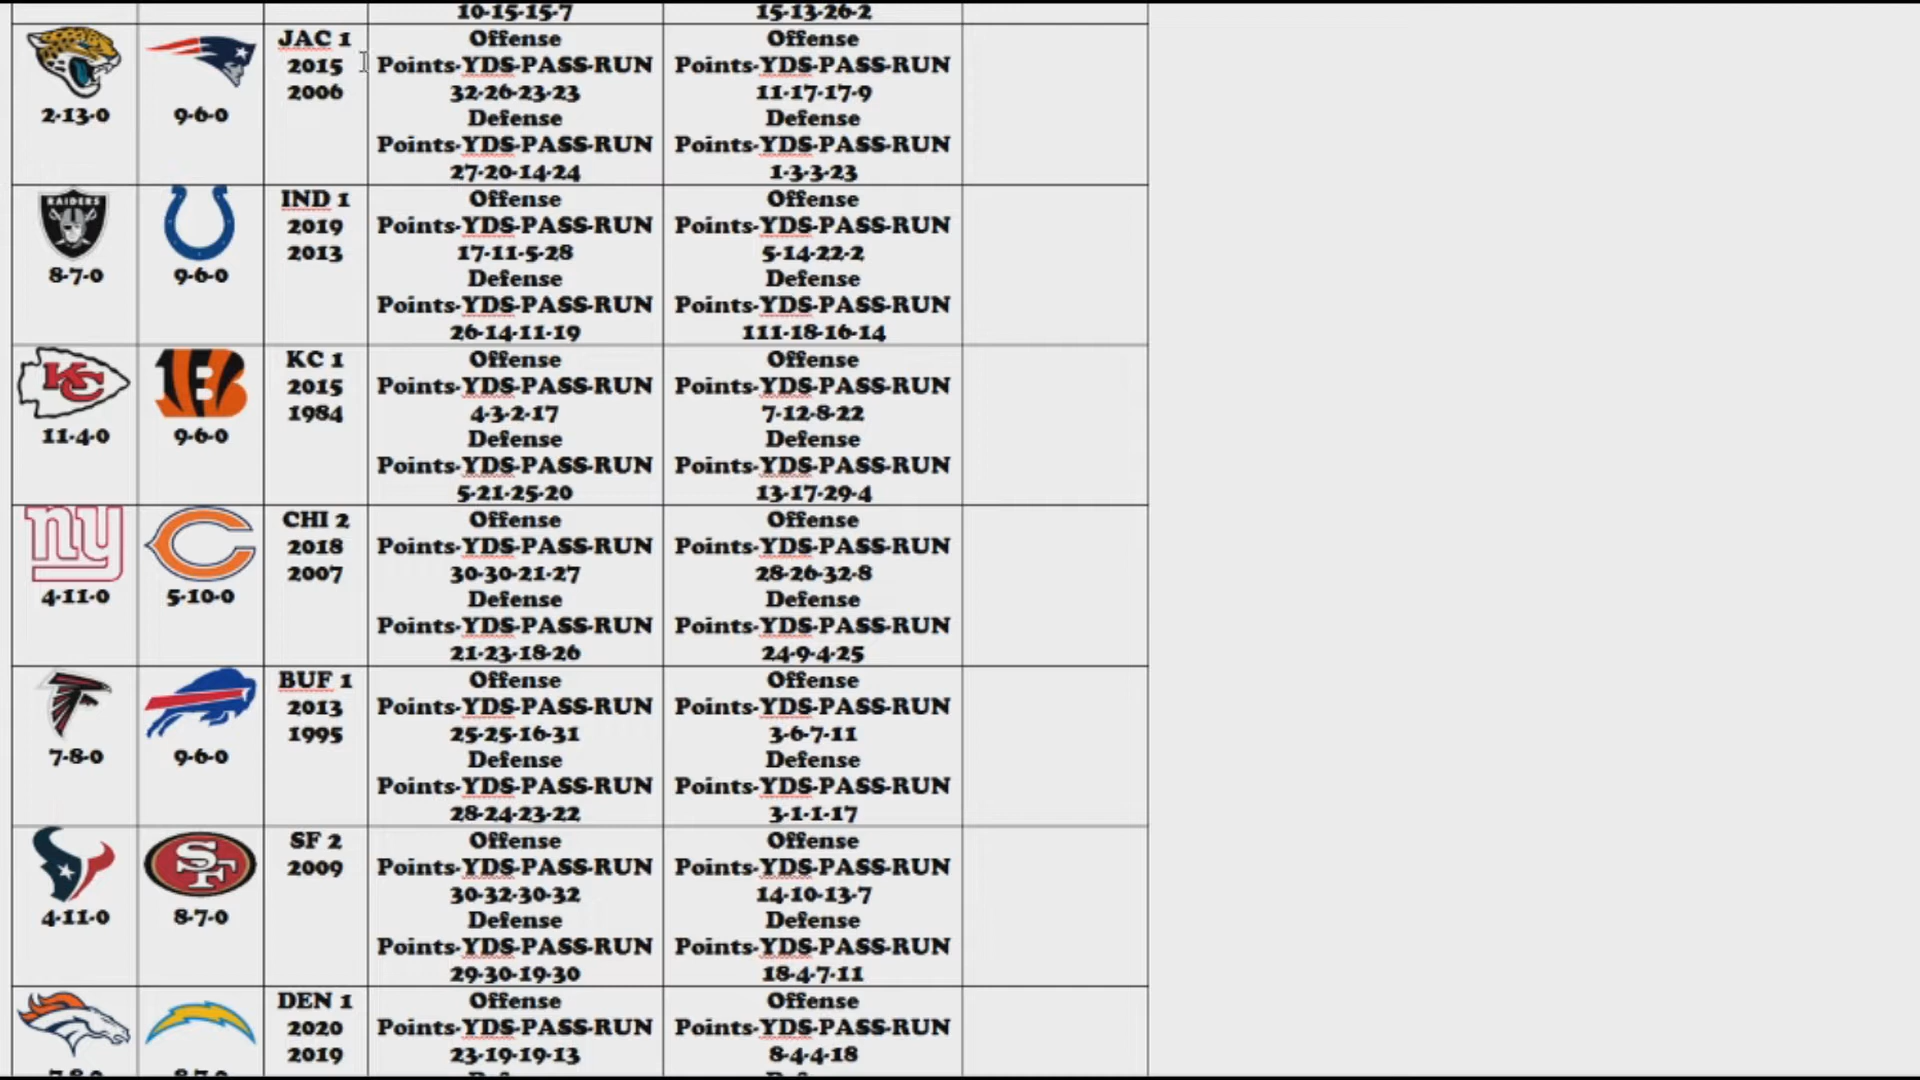 10-15-15-7
15-13-26-2
2-13-0
9-6-0
JAC 1
2015
2006
Offense
Points-YDS-PASS-RUN
32-26-23-23
Defense
Points-YDS-PASS-RUN
27-20-14-24
Offense
Points-YDS-PASS-RUN
11-17-17-9
Defense
Points-YDS-PASS-RUN
1-3-3-23
RAIDERS
8-7-0
9-6-0
IND 1
2019
2013
Offense
Points-YDS-PASS-RUN
17-11-5-28
Defense
Points-YDS-PASS-RUN
26-14-11-19
Offense
Points-YDS-PASS-RUN
5-14-22-2
Defense
Points-YDS-PASS-RUN
111-18-16-14
KC
11-4-0
B
9-6-0
KC 1
2015
1984
Offense
Points-YDS-PASS-RUN
4-3-2-17
Defense
Points-YDS-PASS-RUN
5-21-25-20
Offense
Points-YDS-PASS-RUN
7-12-8-22
Defense
Points-YDS-PASS-RUN
13-17-29-4
ny
4-11-0
C
5-10-0
CHI 2
2018
2007
Offense
Points-YDS-PASS-RUN
30-30-21-27
Defense
Points-YDS-PASS-RUN
21-23-18-26
Offense
Points-YDS-PASS-RUN
28-26-32-8
Defense
Points-YDS-PASS-RUN
24-9-4-25
7-8-0
9-6-0
BUF 1
2013
1995
Offense
Points-YDS-PASS-RUN
25-25-16-31
Defense
Points-YDS-PASS-RUN
28-24-23-22
Offense
Points-YDS-PASS-RUN
3-6-7-11
Defense
Points-YDS-PASS-RUN
3-1-1-17
4-11-0
SF
8-7-0
SF 2
2009
Offense
Points-YDS-PASS-RUN
30-32-30-32
Defense
Points-YDS-PASS-RUN
29-30-19-30
Offense
Points-YDS-PASS-RUN
14-10-13-7
Defense
Points-YDS-PASS-RUN
18-4-7-11
DEN 1
2020
2019
Offense
Points-YDS-PASS-RUN
23-19-19-13
Offense
Points-YDS-PASS-RUN
8-4-4-18